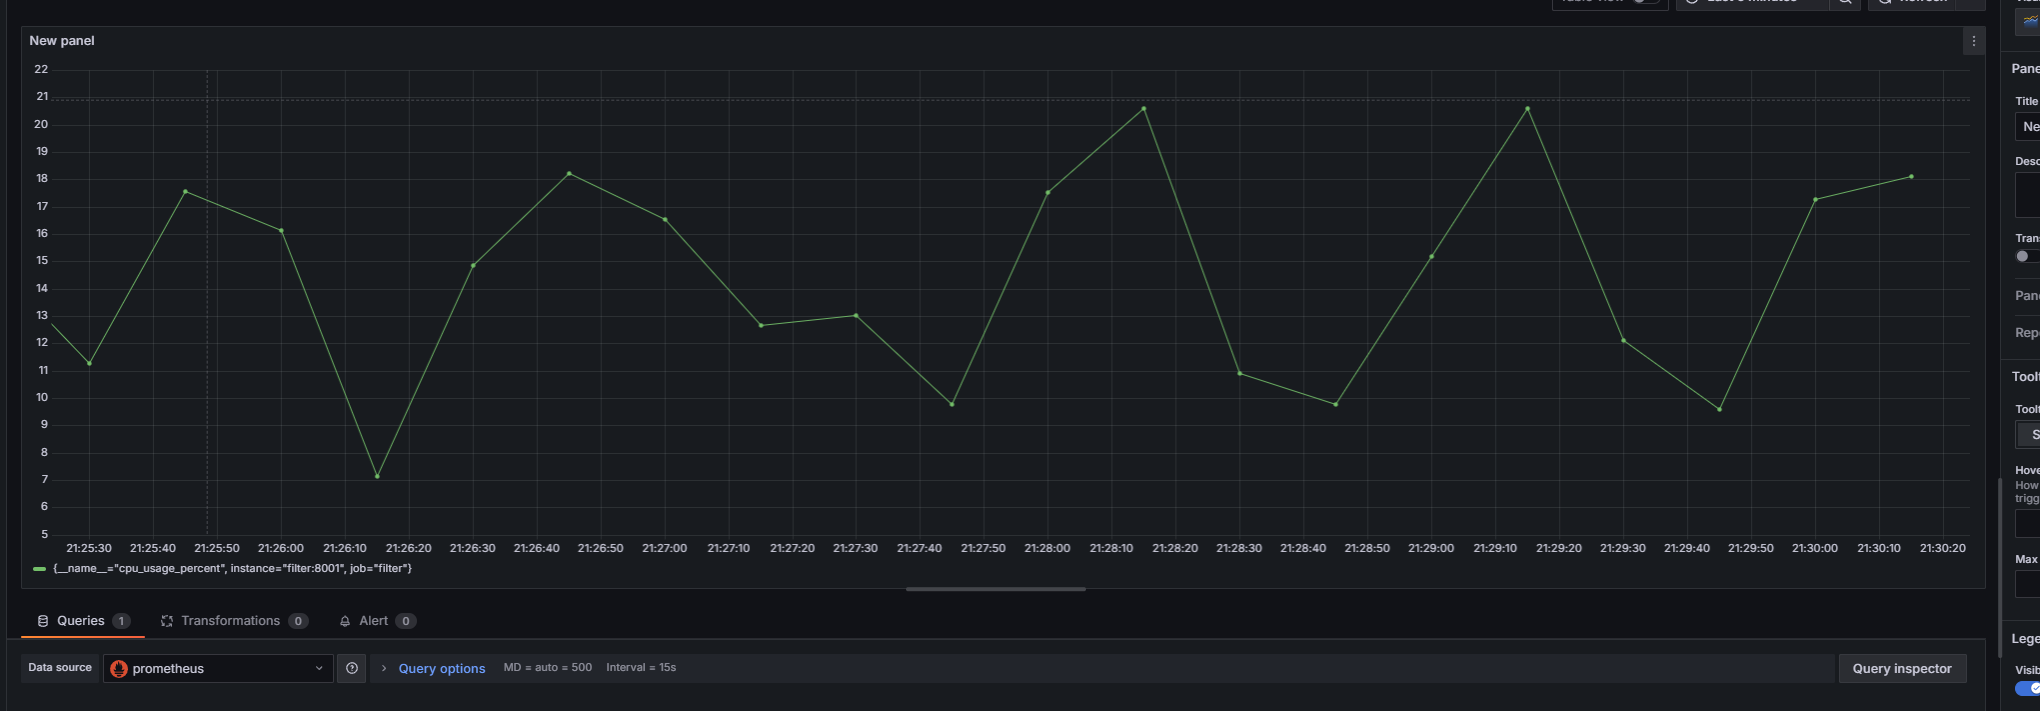 New panel
22
21
20
19
18
17
16
15
14
13
12
11
10
9
8
7
6
5
21:25:30 21:25:40 21:25:50 21:26:00 21:26:10 21:26:20 21:26:30 21:26:40 21:26:50 21:27:00 21:27:10 21:27:20 21:27:30 21:27:40 21:27:50 21:28:00 21:28:10 21:28:20 21:28:30 21:28:40 21:28:50 21:29:00 21:29:10 21:29:20 21:29:30 21:29:40 21:29:50 21:30:00 21:30:10 21:30:20
{__name__="cpu_usage_percent", instance="filter:8001", job="filter"}
Queries 1 Transformations 0 Alert 0
Data source prometheus Query options MD = auto = 500 Interval = 15s Query inspector
Pane
Title
Ne
Desc
Tran
Pane
Repe
Toolt
Toolt
S
Hove
How
trigg
Max
Lege
Visib